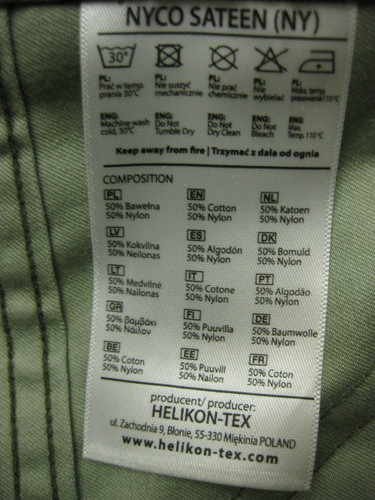 NYCO SATEEN (NY)
30°
PL: Prać w temp. prania 30°C
PL: Nie suszyć mechanicznie
PL: Nie prać chemicznie
PL: Nie wybielać
PL: Maks. temp. prasowania 110°C
ENG: Machine wash cold, 30°C
ENG: Do Not Tumble Dry
ENG: Do Not Dry Clean
ENG: Do Not Bleach
ENG: Max. Temp. 110°C
Keep away from fire | Trzymać z dala od ognia
COMPOSITION
PL EN NL
50% Bawełna 50% Cotton 50% Katoen
50% Nylon 50% Nylon 50% Nylon
LV ES DK
50% Kokvilna 50% Algodón 50% Bomuld
50% Neilonas 50% Nylon 50% Nylon
LT IT PT
50% Medvilnė 50% Cotone 50% Algodão
50% Nailonas 50% Nylon 50% Nylon
GR FI DE
50% βαμβάκι 50% Puuvilla 50% Baumwolle
50% Νάιλον 50% Nylon 50% Nylon
BE EE FR
50% Coton 50% Puuvill 50% Coton
50% Nylon 50% Nailon 50% Nylon
producent/ producer:
HELIKON-TEX
ul. Zachodnia 9, Błonie, 55-330 Miękinia POLAND
www.helikon-tex.com